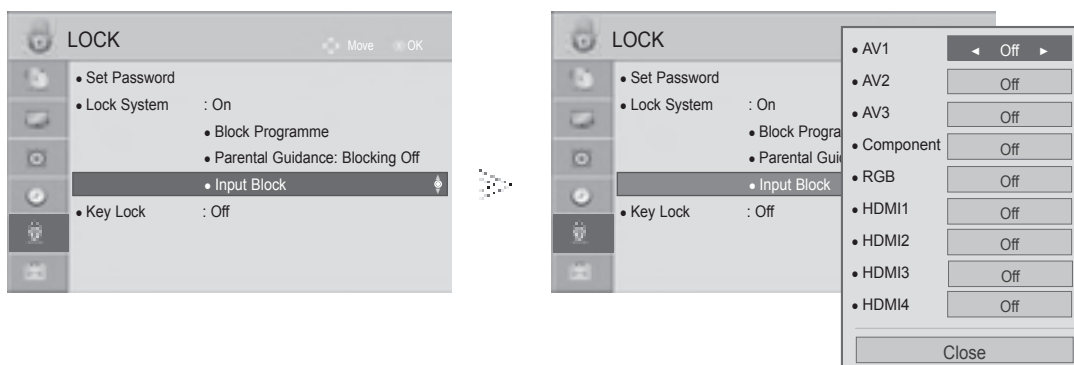 LOCK
Move OK
• Set Password
• Lock System : On
• Block Programme
• Parental Guidance: Blocking Off
• Input Block
• Key Lock : Off
LOCK
• Set Password
• Lock System : On
• Block Progra
• Parental Guid
• Input Block
• Key Lock : Off
• AV1 ◄ Off ►
• AV2 Off
• AV3 Off
• Component Off
• RGB Off
• HDMI1 Off
• HDMI2 Off
• HDMI3 Off
• HDMI4 Off
Close